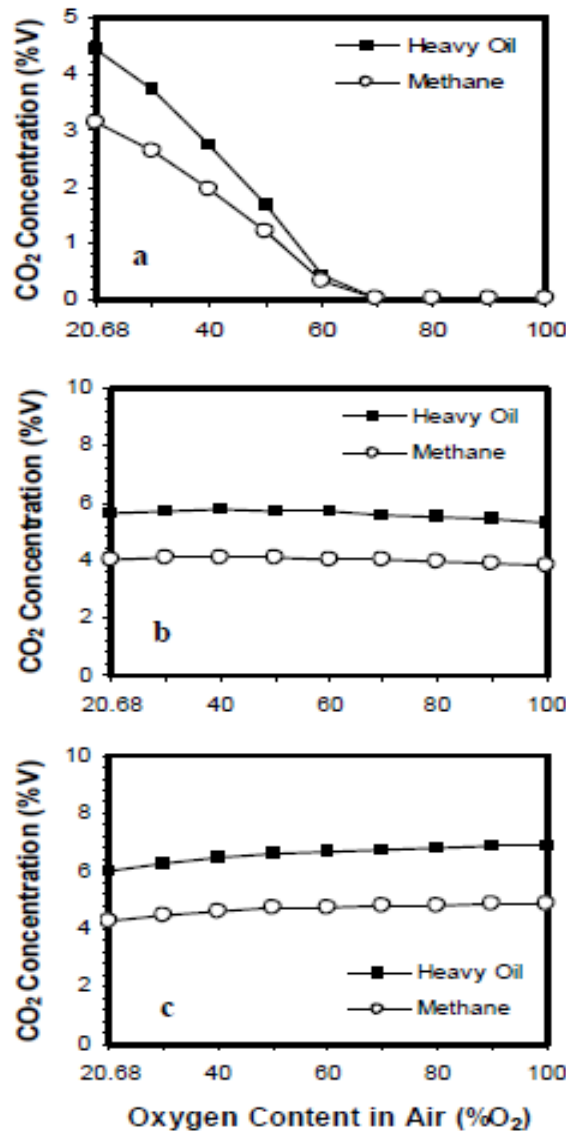 CO₂ Concentration (%V)
5
4
3
2
1
0
Heavy Oil
Methane
a
20.68 40 60 80 100
CO₂ Concentration (%V)
10
8
6
4
2
0
Heavy Oil
Methane
b
20.68 40 60 80 100
CO₂ Concentration (%V)
10
8
6
4
2
0
Heavy Oil
Methane
c
20.68 40 60 80 100
Oxygen Content in Air (%O₂)